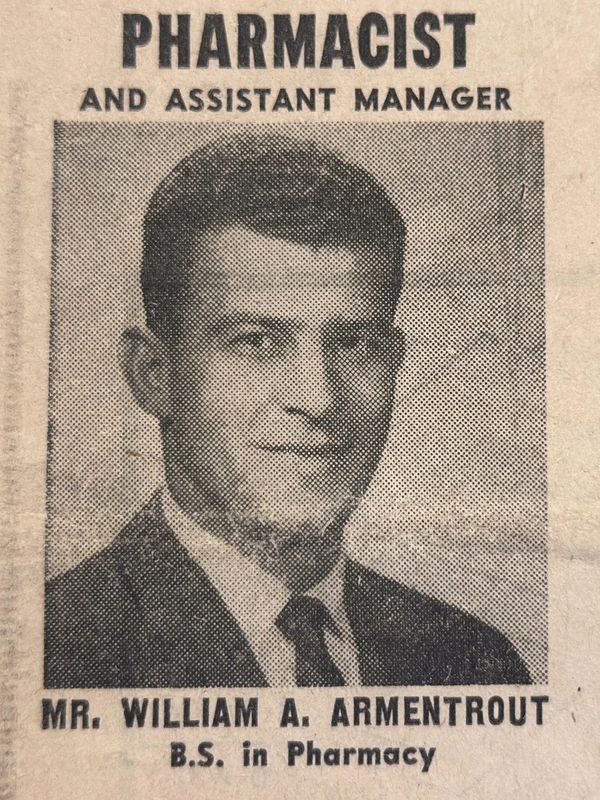 PHARMACIST
AND ASSISTANT MANAGER
MR. WILLIAM A. ARMENTROUT
B.S. in Pharmacy